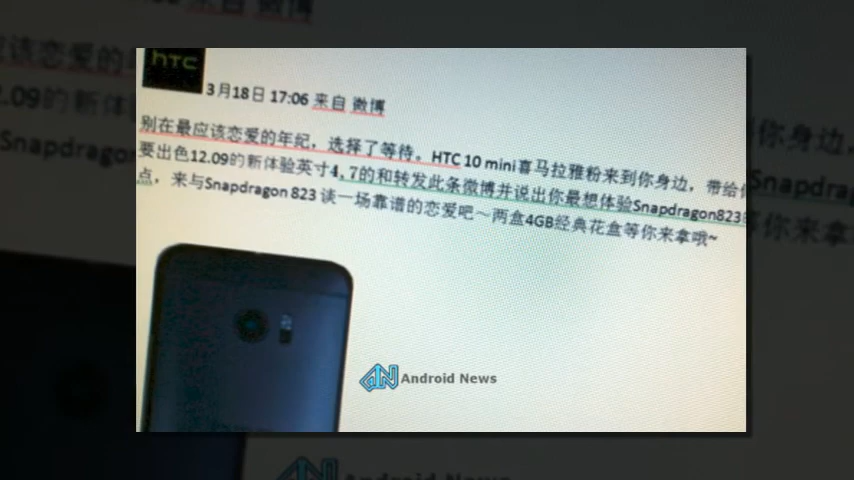 hTC
3月18日 17:06 来自 微博
别在最应该恋爱的年纪，选择了等待。HTC 10 mini喜马拉雅粉来到你身边，带给
要出色12.09的新体验英寸4, 7的和转发此条微博并说出你最想体验Snapdragon823
点，来与Snapdragon 823 谈一场靠谱的恋爱吧～两盒4GB经典花盒等你来拿哦~
Android News